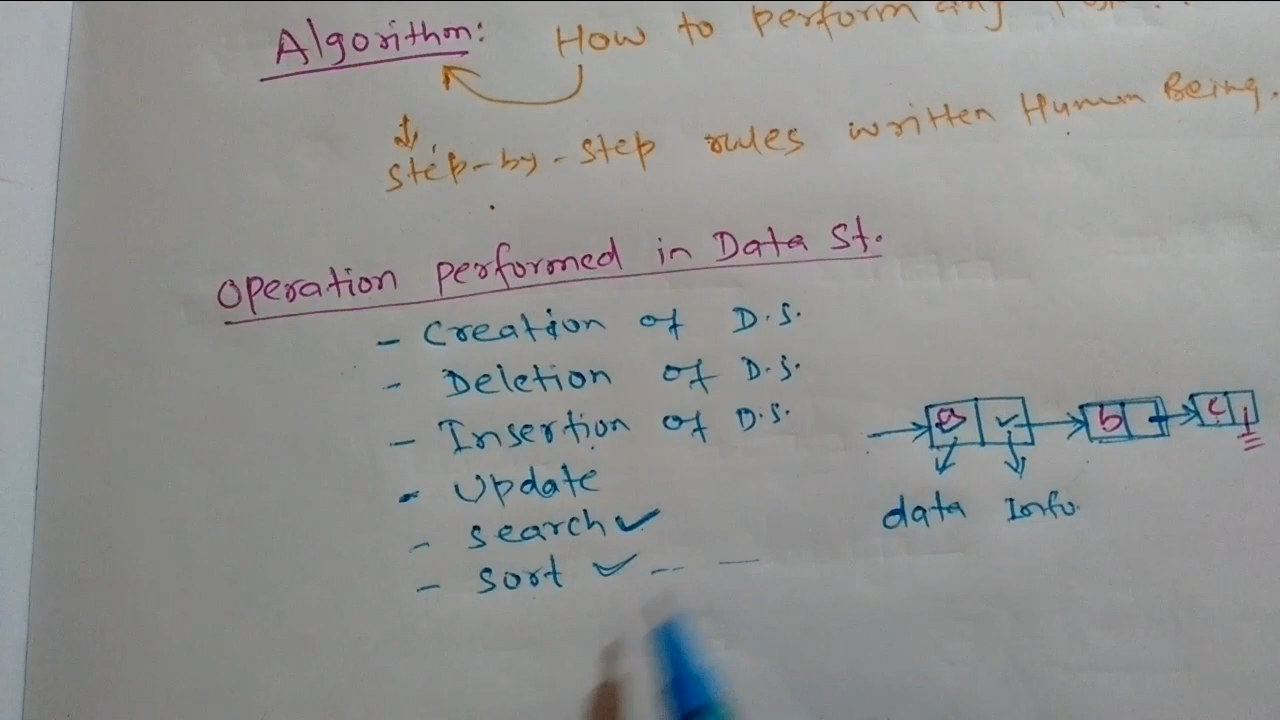 Algorithm: How to perform any
step-by-step rules written Human Being.
Operation performed in Data St.
- Creation of D.S.
- Deletion of D.S.
- Insertion of D.S.
- Update
- Search ✓
- Sort ✓ -- —
a b c
data Info.